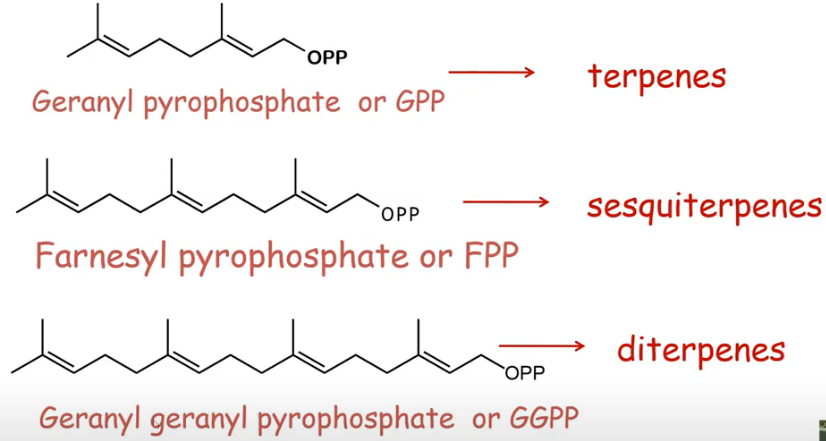 OPP
Geranyl pyrophosphate or GPP
terpenes
OPP
Farnesyl pyrophosphate or FPP
sesquiterpenes
OPP
Geranyl geranyl pyrophosphate or GGPP
diterpenes